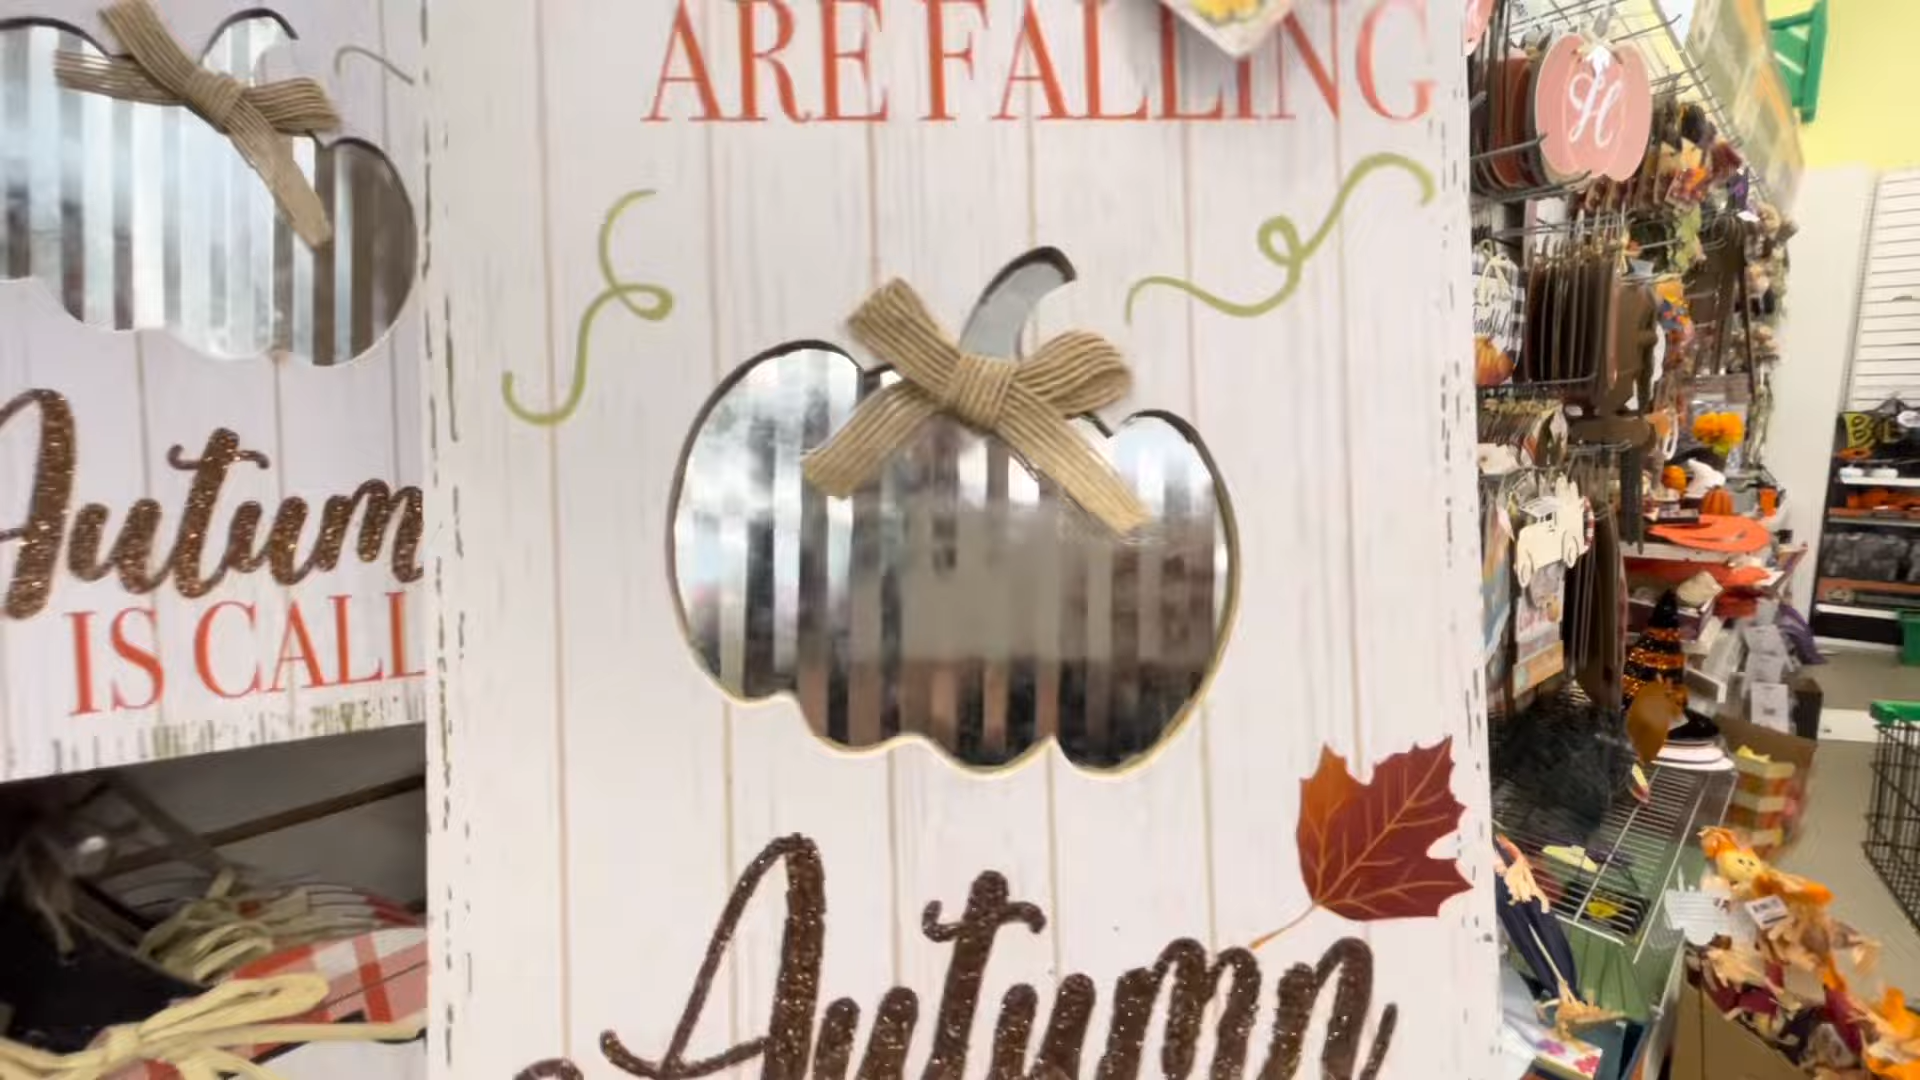 ARE FALLING
Autumn
Autum
IS CALL
H